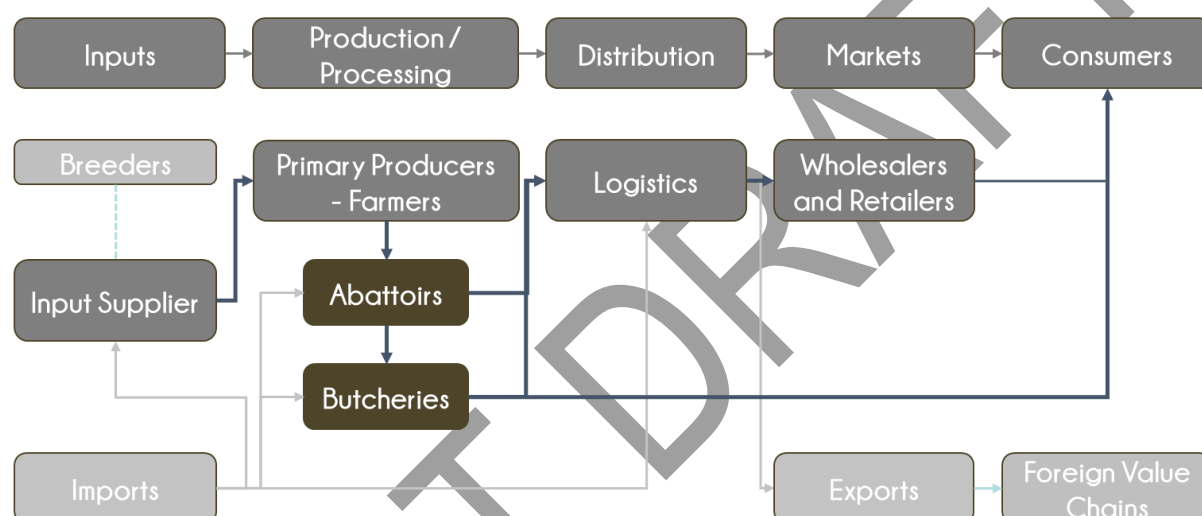 Inputs
Production /
Processing
Distribution
Markets
Consumers
Breeders
Primary Producers
- Farmers
Logistics
Wholesalers
and Retailers
Input Supplier
Abattoirs
Butcheries
Imports
Exports
Foreign Value
Chains
T DRAFT